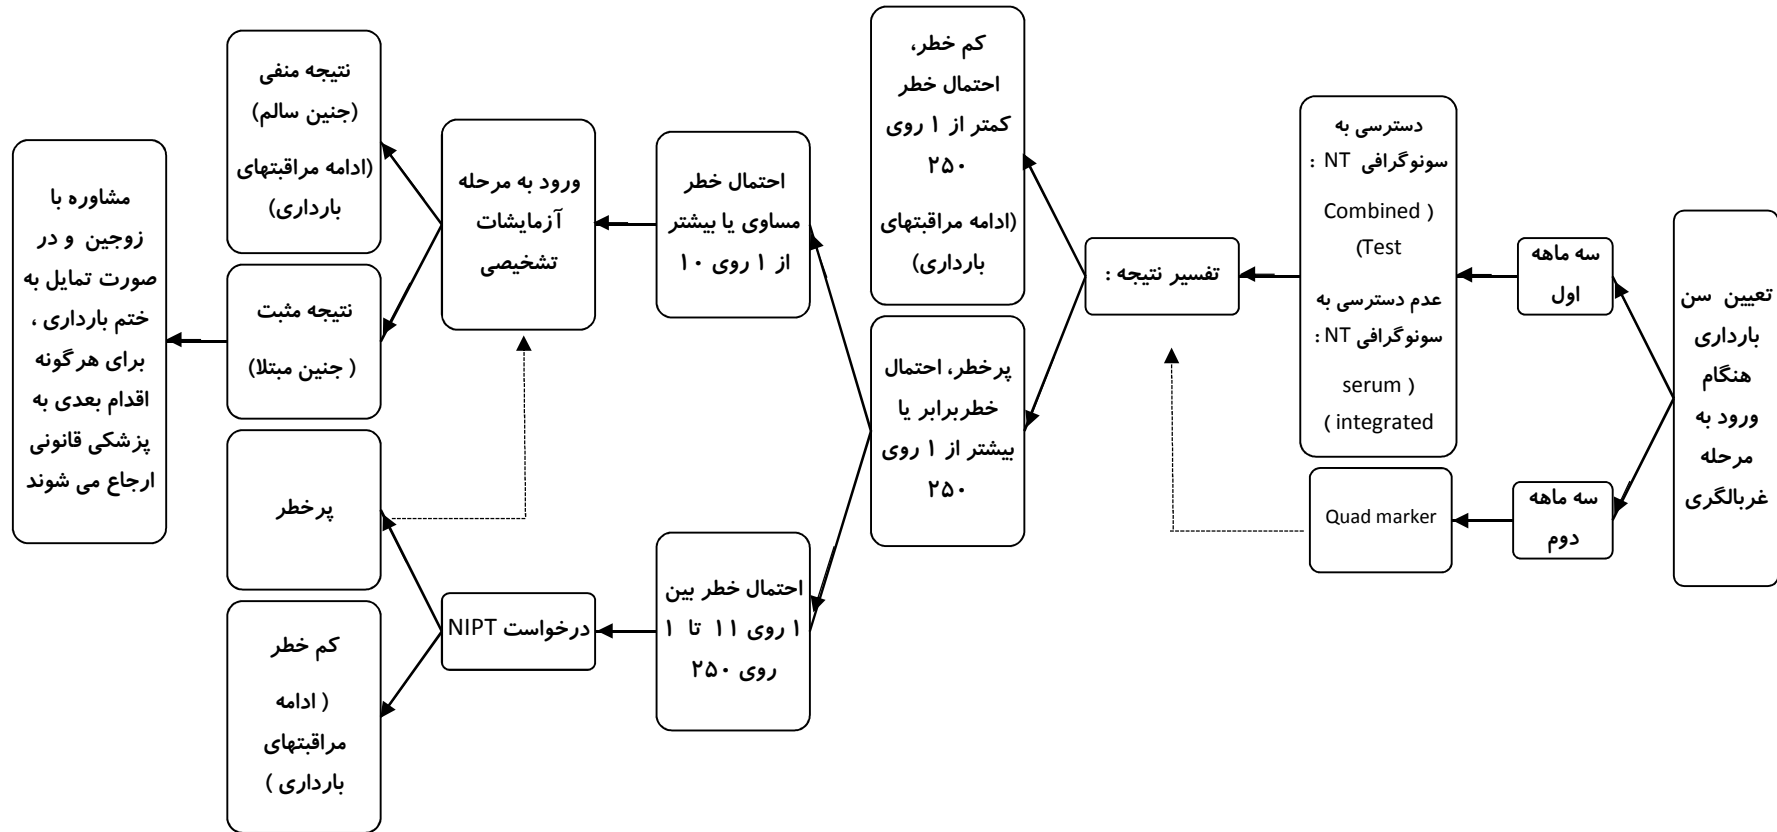 تعیین سن
بارداری
هنگام
ورود به
مرحله
غربالگری
سه ماهه
اول
سه ماهه
دوم
دسترسی به
سونوگرافی NT :
Combined )
(Test
عدم دسترسی به
سونوگرافی NT :
serum )
( integrated
Quad marker
تفسیر نتیجه :
کم خطر،
احتمال خطر
کمتر از ۱ روی
۲۵۰
(ادامه مراقبتهای
بارداری)
پرخطر، احتمال
خطربرابر یا
بیشتر از ۱ روی
۲۵۰
احتمال خطر
مساوی یا بیشتر
از ۱ روی ۱۰
احتمال خطر بین
۱ روی ۱۱ تا ۱
روی ۲۵۰
ورود به مرحله
آزمایشات
تشخیصی
درخواست NIPT
نتیجه منفی
(جنین سالم)
(ادامه مراقبتهای
بارداری)
نتیجه مثبت
( جنین مبتلا)
پرخطر
کم خطر
( ادامه
مراقبتهای
بارداری )
مشاوره با
زوجین و در
صورت تمایل به
ختم بارداری ،
برای هرگونه
اقدام بعدی به
پزشکی قانونی
ارجاع می شوند